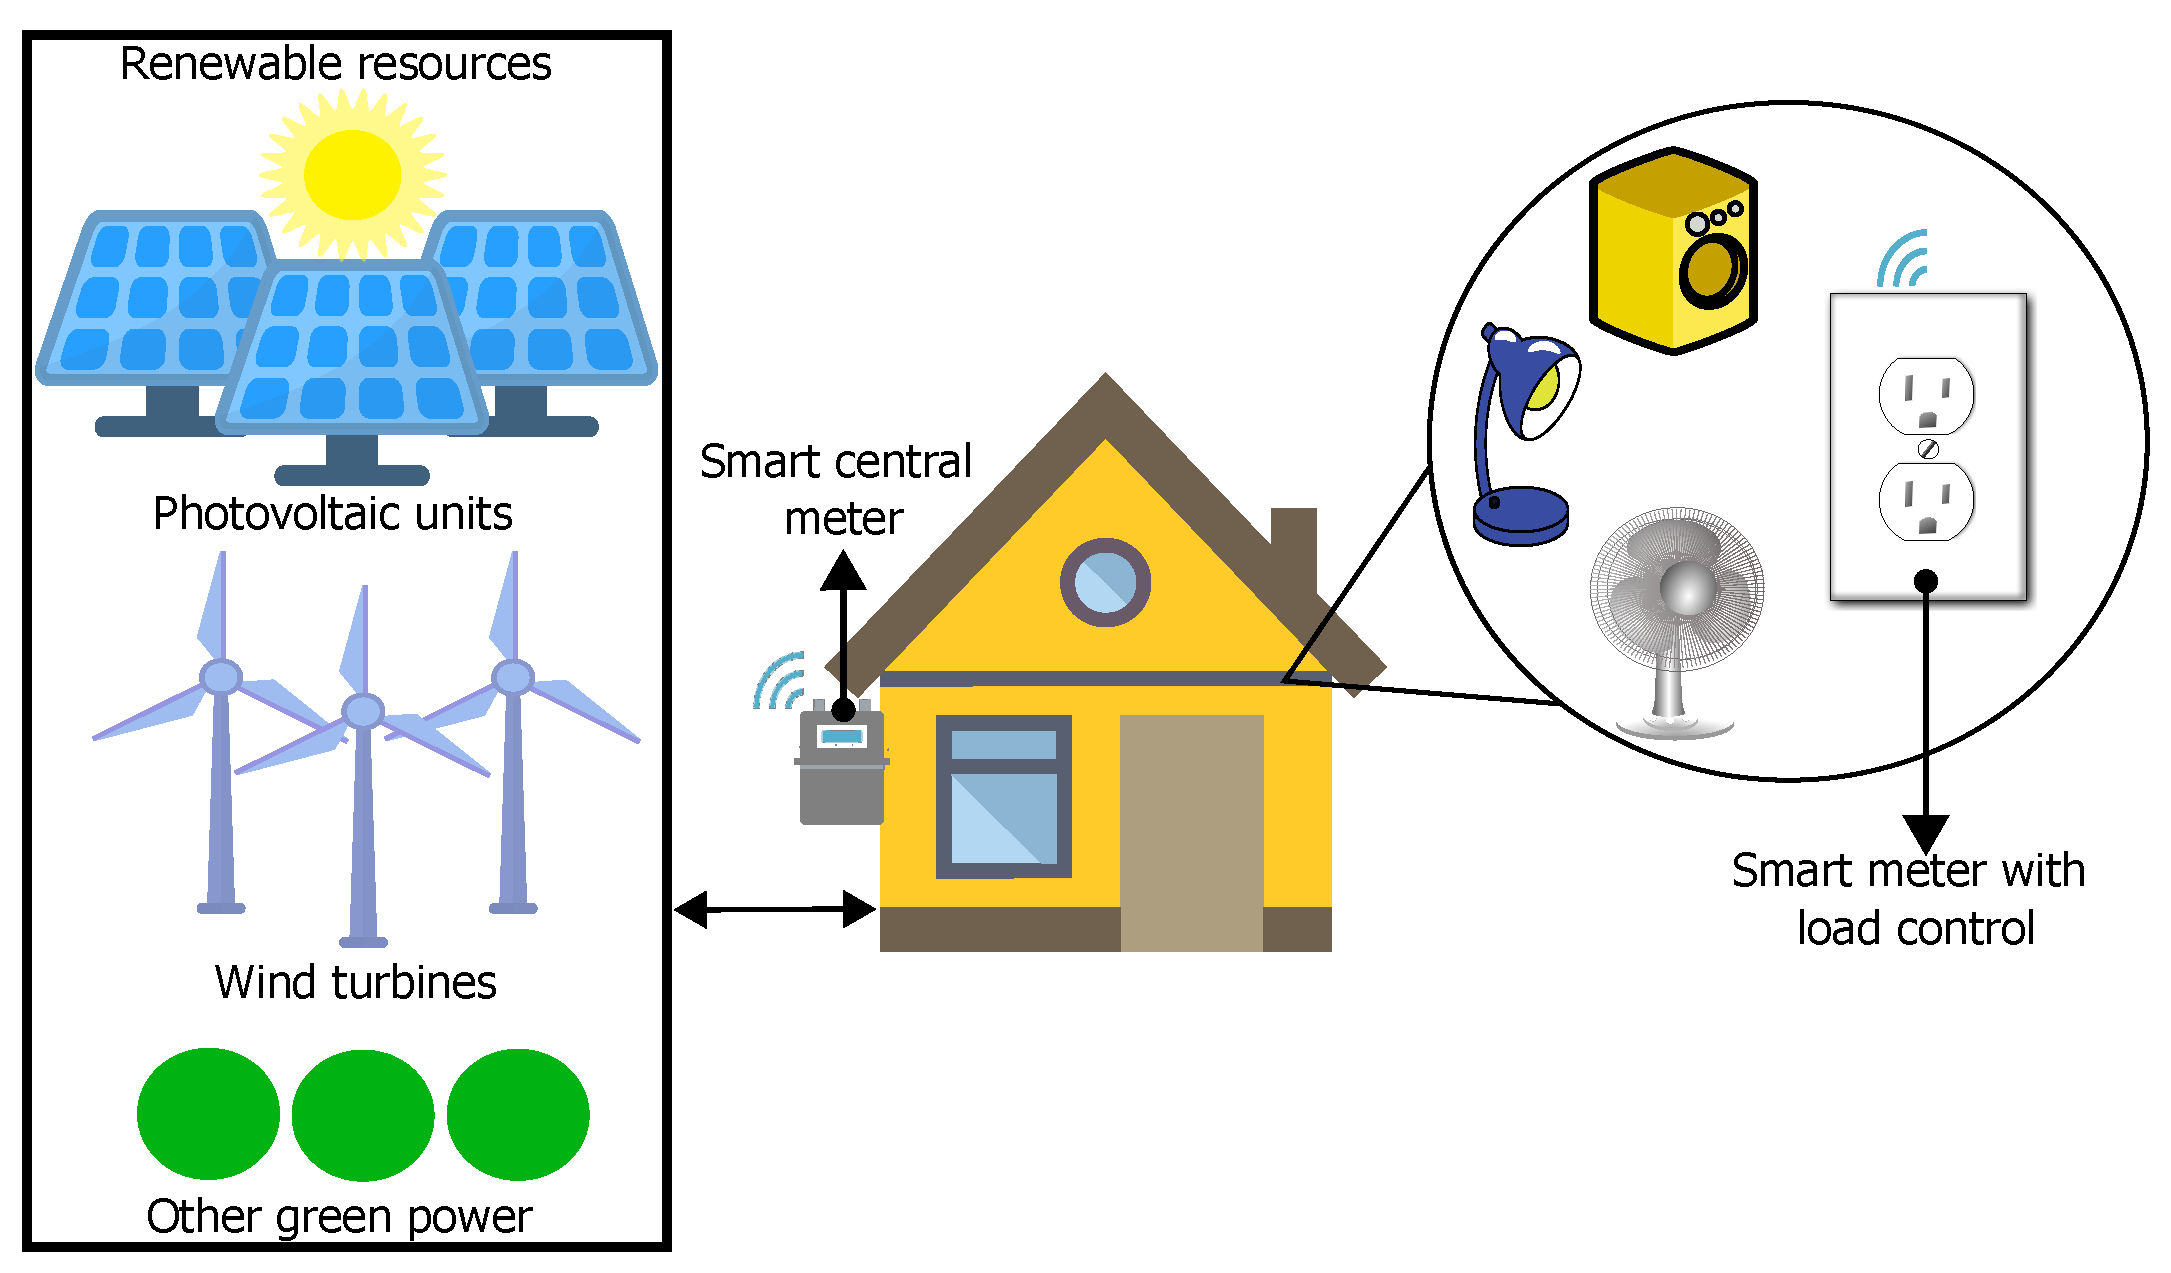 Renewable resources
Photovoltaic units
Wind turbines
Other green power
Smart central
meter
Smart meter with
load control